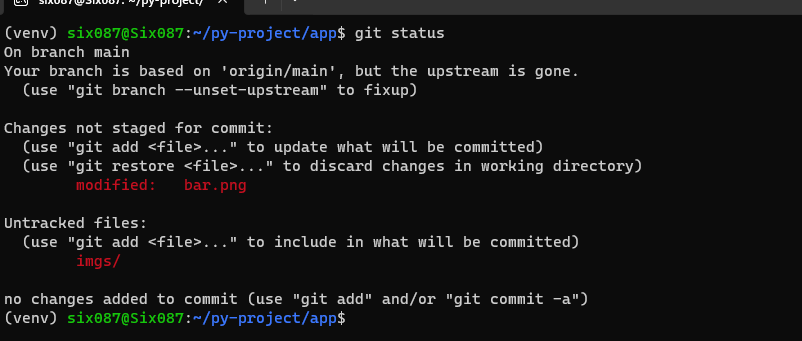 six087@Six087: ~/py-project/
(venv) six087@Six087:~/py-project/app$ git status
On branch main
Your branch is based on 'origin/main', but the upstream is gone.
  (use "git branch --unset-upstream" to fixup)

Changes not staged for commit:
  (use "git add <file>..." to update what will be committed)
  (use "git restore <file>..." to discard changes in working directory)
        modified:   bar.png

Untracked files:
  (use "git add <file>..." to include in what will be committed)
        imgs/

no changes added to commit (use "git add" and/or "git commit -a")
(venv) six087@Six087:~/py-project/app$